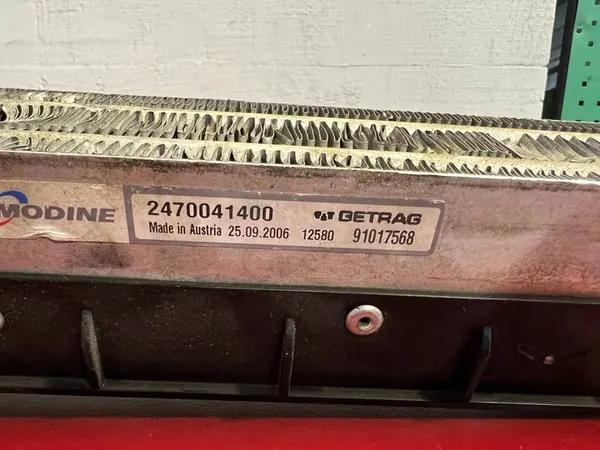 MODINE
2470041400 GETRAG
Made in Austria 25.09.2006 12580 91017568